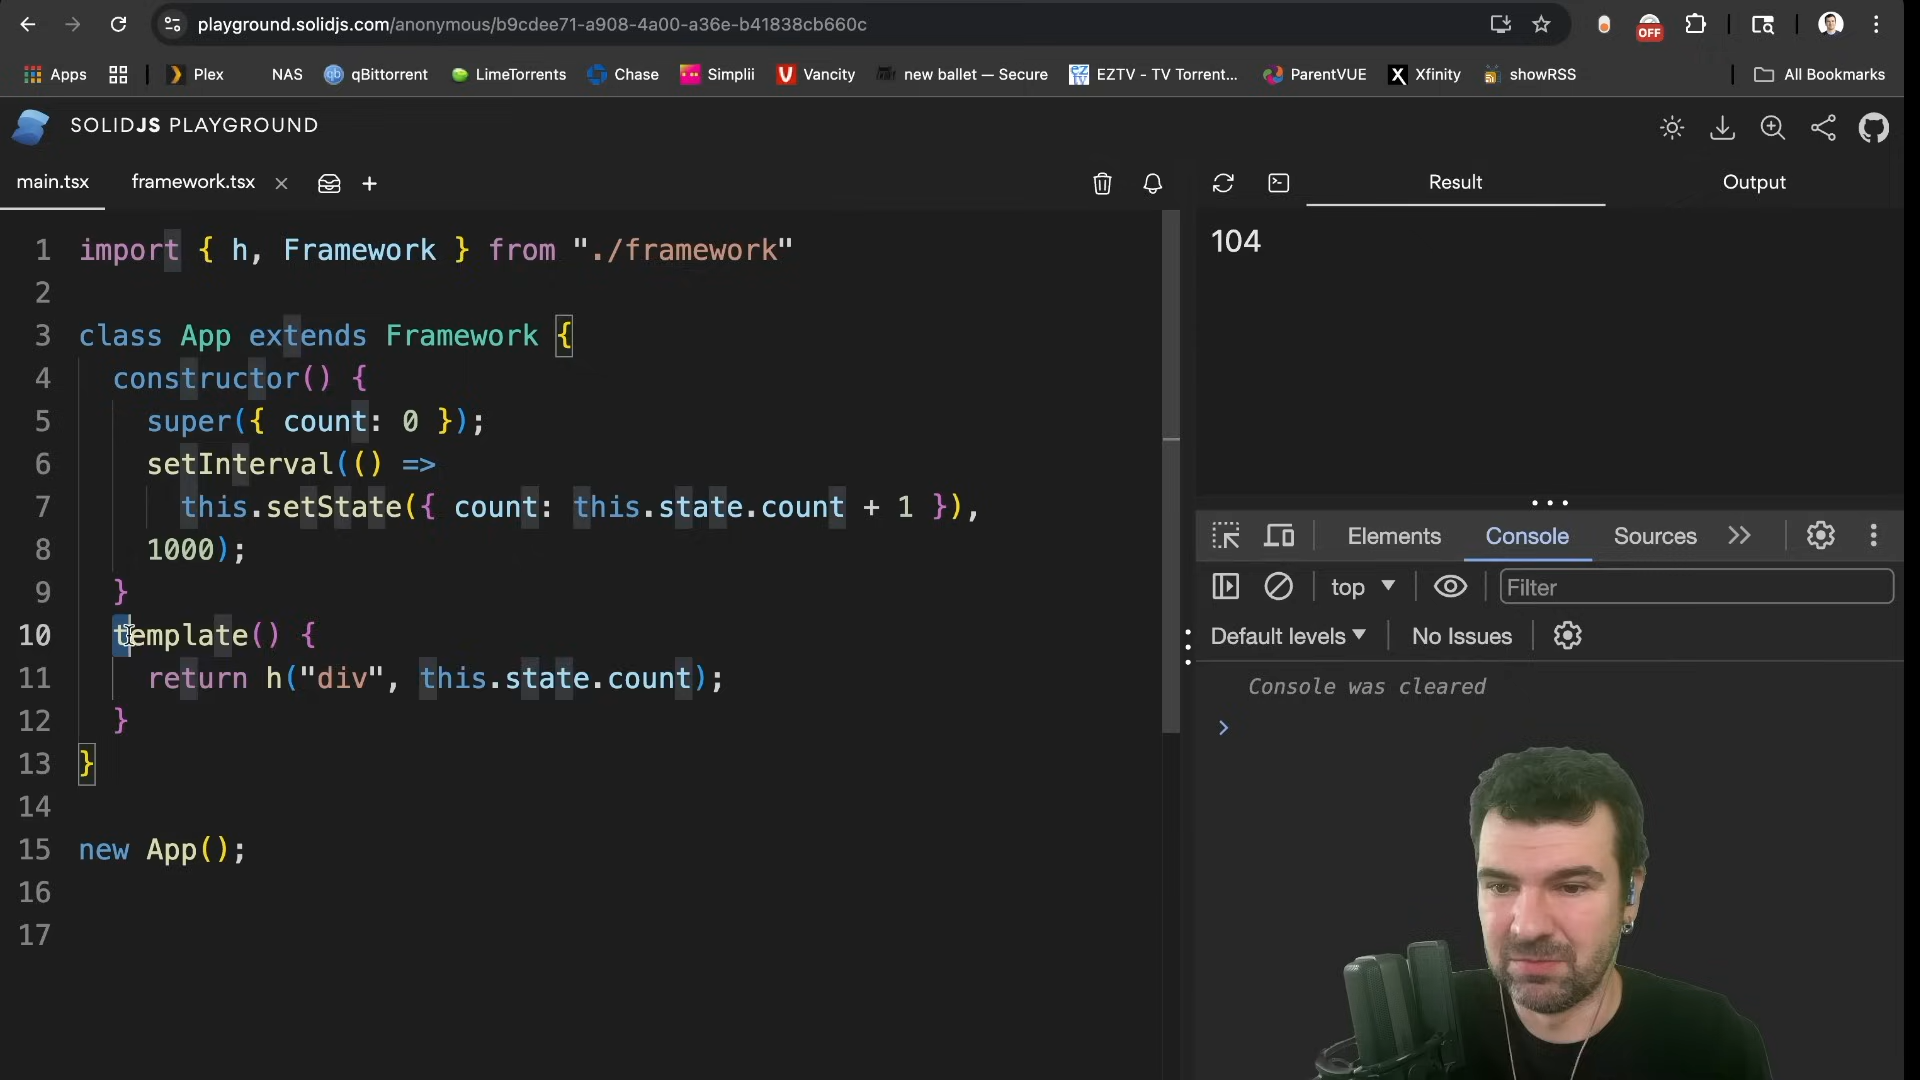 playground.solidjs.com/anonymous/b9cdee71-a908-4a00-a36e-b41838cb660c
OFF
Apps Plex NAS qBittorrent LimeTorrents Chase Simplii Vancity new ballet — Secure EZTV - TV Torrent... ParentVUE Xfinity showRSS All Bookmarks
SOLIDJS PLAYGROUND
main.tsx framework.tsx Result Output
104
1 import { h, Framework } from "./framework"
2
3 class App extends Framework {
4 constructor() {
5 super({ count: 0 });
6 setInterval(() =>
7 this.setState({ count: this.state.count + 1 }),
8 1000);
9 }
10 template() {
11 return h("div", this.state.count);
12 }
13 }
14
15 new App();
16
17
Elements Console Sources
top Filter
Default levels No Issues
Console was cleared